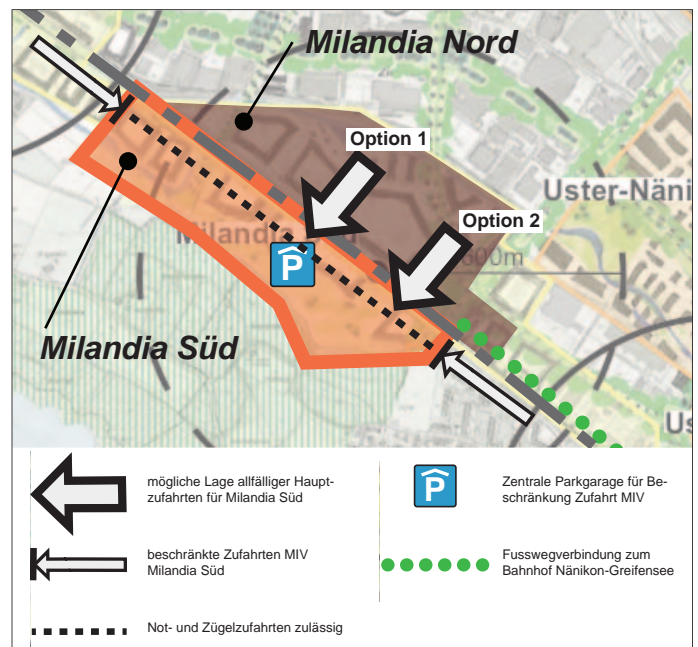 Milandia Nord
Option 1
Uster-Näni
Option 2
Milandia
600m
P
Milandia Süd
Us
mögliche Lage allfälliger Haupt-
zufahrten für Milandia Süd
P
Zentrale Parkgarage für Be-
schränkung Zufahrt MIV
beschränkte Zufahrten MIV
Milandia Süd
Fusswegverbindung zum
Bahnhof Nänikon-Greifensee
Not- und Zügelzufahrten zulässig